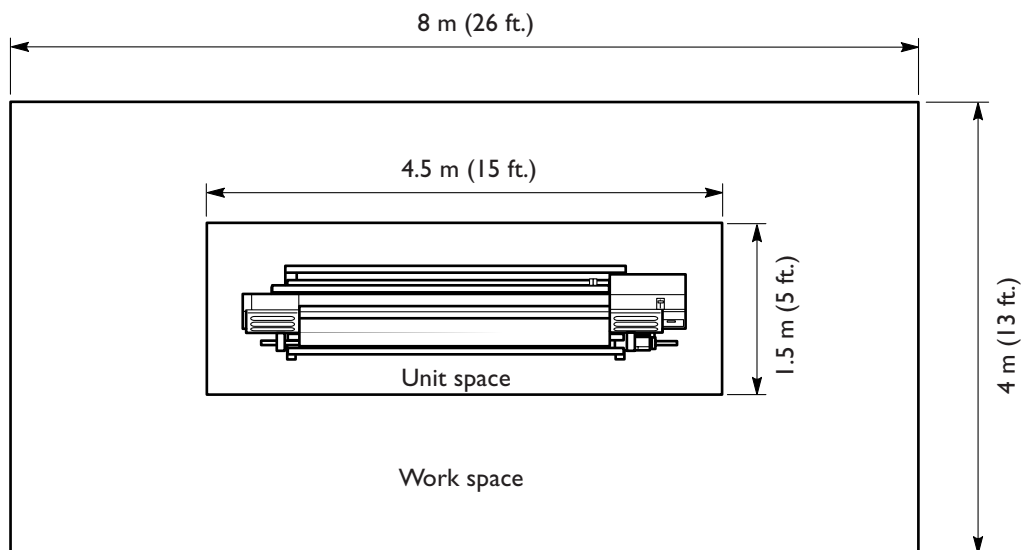 8 m (26 ft.)
4.5 m (15 ft.)
1.5 m (5 ft.)
4 m (13 ft.)
Unit space
Work space